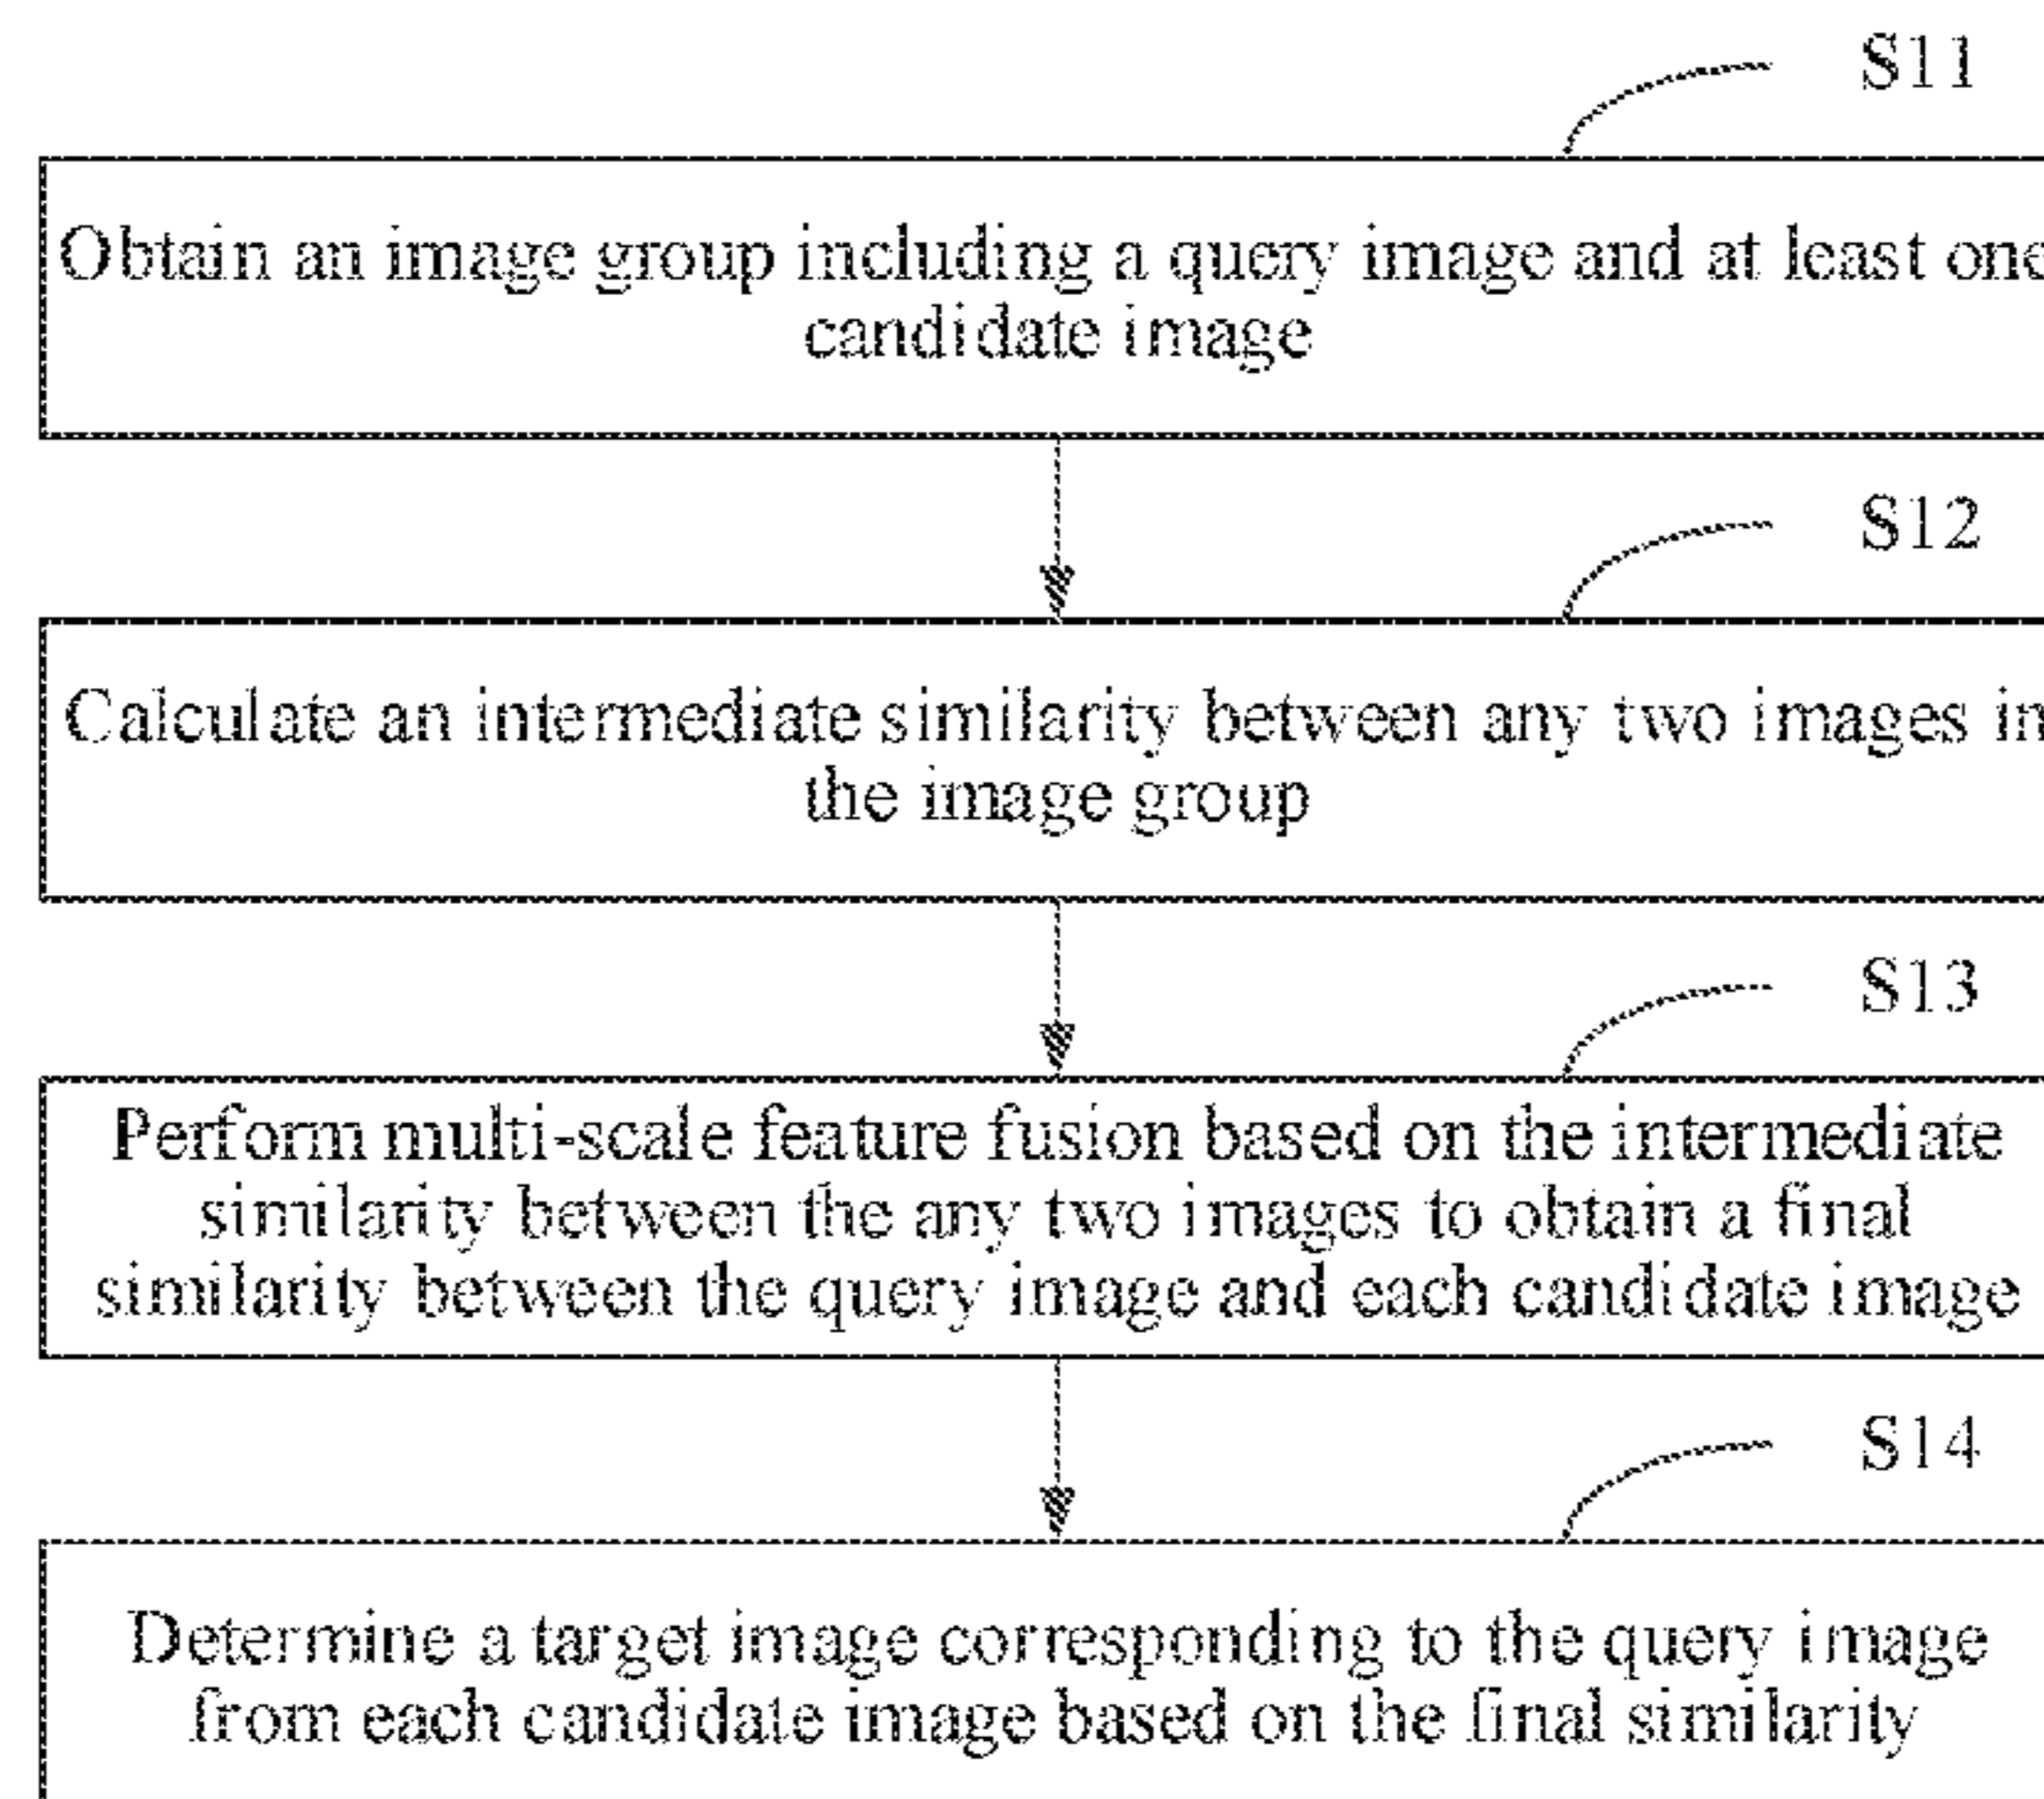 S11
Obtain an image group including a query image and at least one
candidate image
S12
Calculate an intermediate similarity between any two images in
the image group
S13
Perform multi-scale feature fusion based on the intermediate
similarity between the any two images to obtain a final
similarity between the query image and each candidate image
S14
Determine a target image corresponding to the query image
from each candidate image based on the final similarity